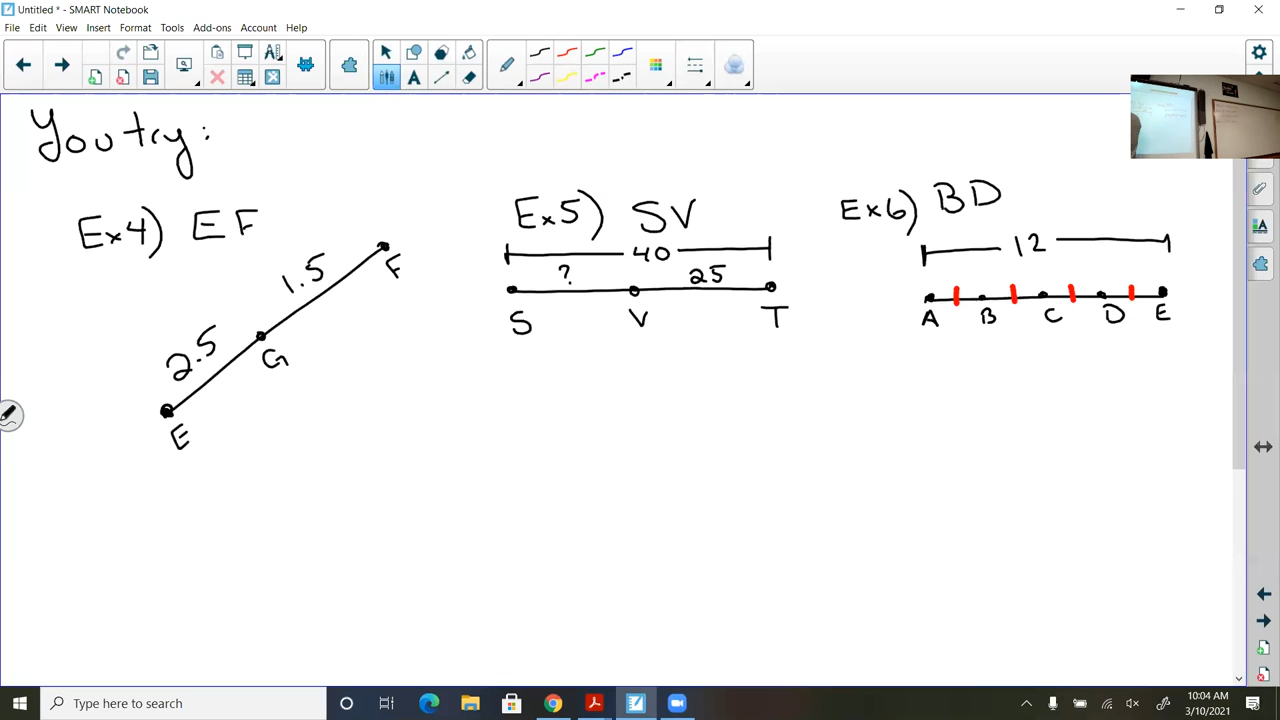 Untitled * - SMART Notebook
File Edit View Insert Format Tools Add-ons Account Help
You try:
Ex4) EF
1.5
F
2.5
G
E
Ex5) SV
40
? 25
S V T
Ex6) BD
12
A B C D E
Type here to search
10:04 AM
3/10/2021